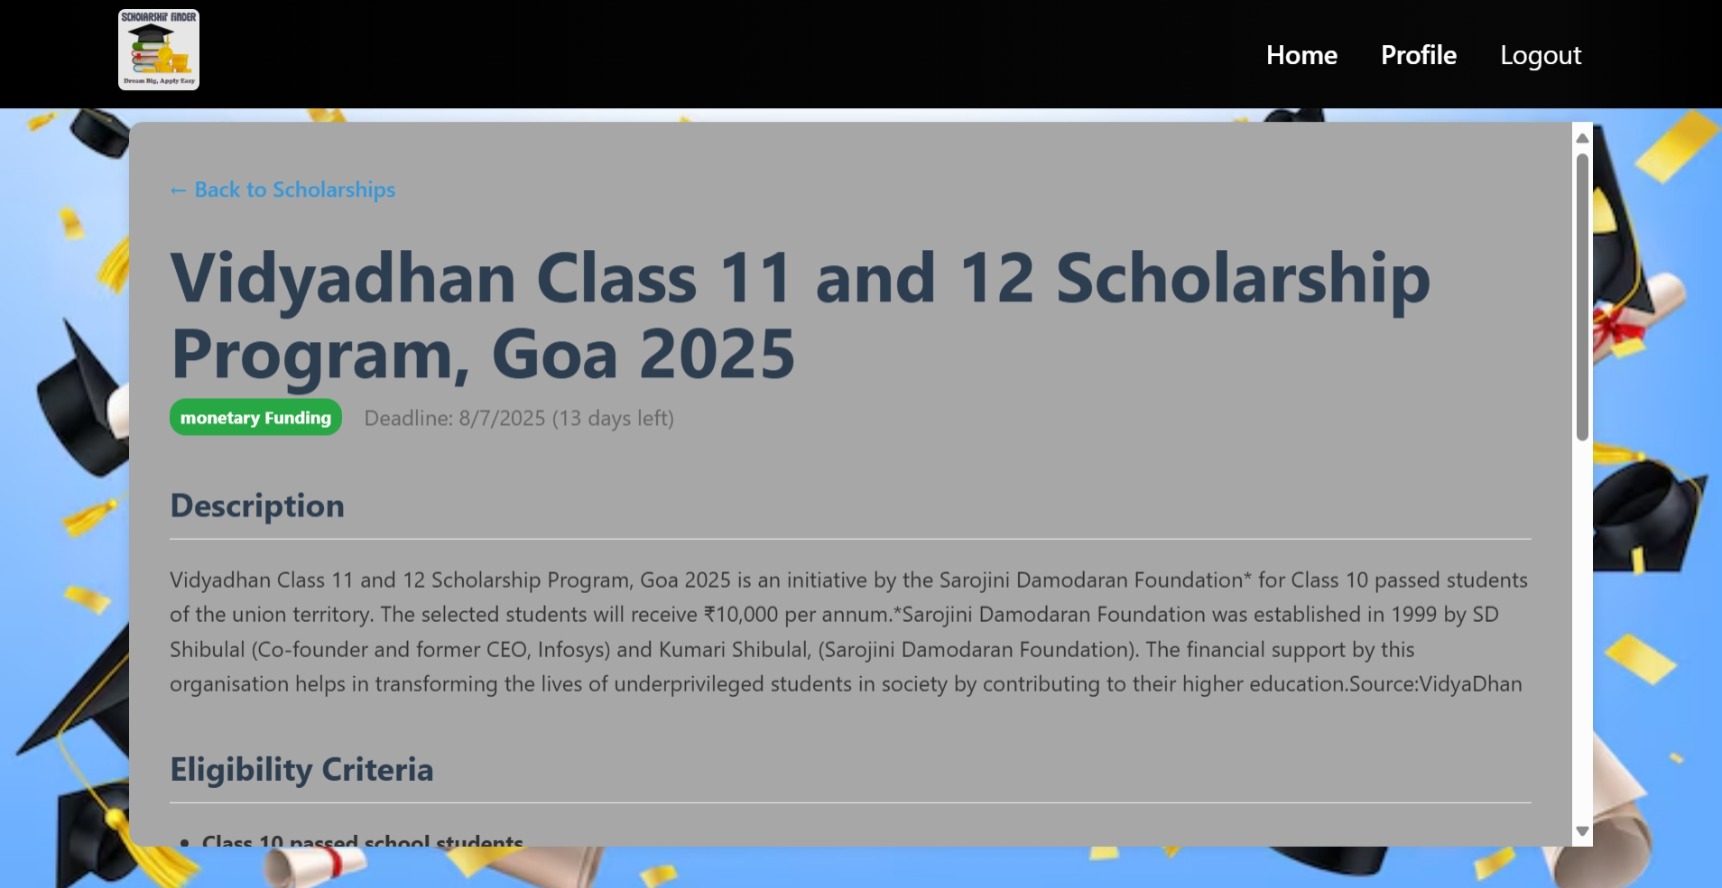 SCHOLARSHIP FINDER
Dream Big, Apply Easy
Home Profile Logout
← Back to Scholarships
Vidyadhan Class 11 and 12 Scholarship
Program, Goa 2025
monetary Funding Deadline: 8/7/2025 (13 days left)
Description
Vidyadhan Class 11 and 12 Scholarship Program, Goa 2025 is an initiative by the Sarojini Damodaran Foundation* for Class 10 passed students
of the union territory. The selected students will receive ₹10,000 per annum.*Sarojini Damodaran Foundation was established in 1999 by SD
Shibulal (Co-founder and former CEO, Infosys) and Kumari Shibulal, (Sarojini Damodaran Foundation). The financial support by this
organisation helps in transforming the lives of underprivileged students in society by contributing to their higher education.Source:VidyaDhan
Eligibility Criteria
• Class 10 passed school students